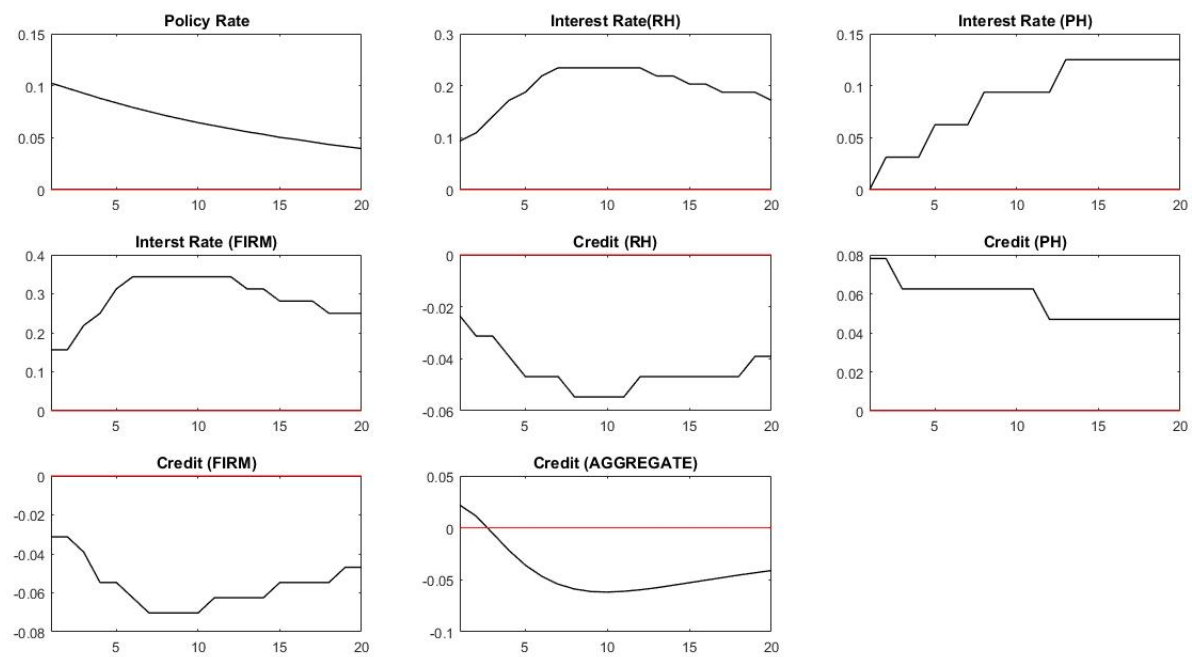 Policy Rate
0.15
0.1
0.05
0
5 10 15 20
Interest Rate(RH)
0.3
0.2
0.1
0
5 10 15 20
Interest Rate (PH)
0.15
0.1
0.05
0
5 10 15 20
Interst Rate (FIRM)
0.4
0.3
0.2
0.1
0
5 10 15 20
Credit (RH)
0
-0.02
-0.04
-0.06
5 10 15 20
Credit (PH)
0.08
0.06
0.04
0.02
0
5 10 15 20
Credit (FIRM)
0
-0.02
-0.04
-0.06
-0.08
5 10 15 20
Credit (AGGREGATE)
0.05
0
-0.05
-0.1
5 10 15 20